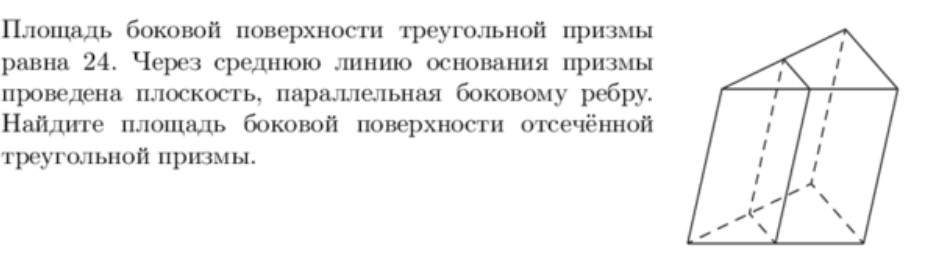 Площадь боковой поверхности треугольной призмы
равна 24. Через среднюю линию основания призмы
проведена плоскость, параллельная боковому ребру.
Найдите площадь боковой поверхности отсечённой
треугольной призмы.